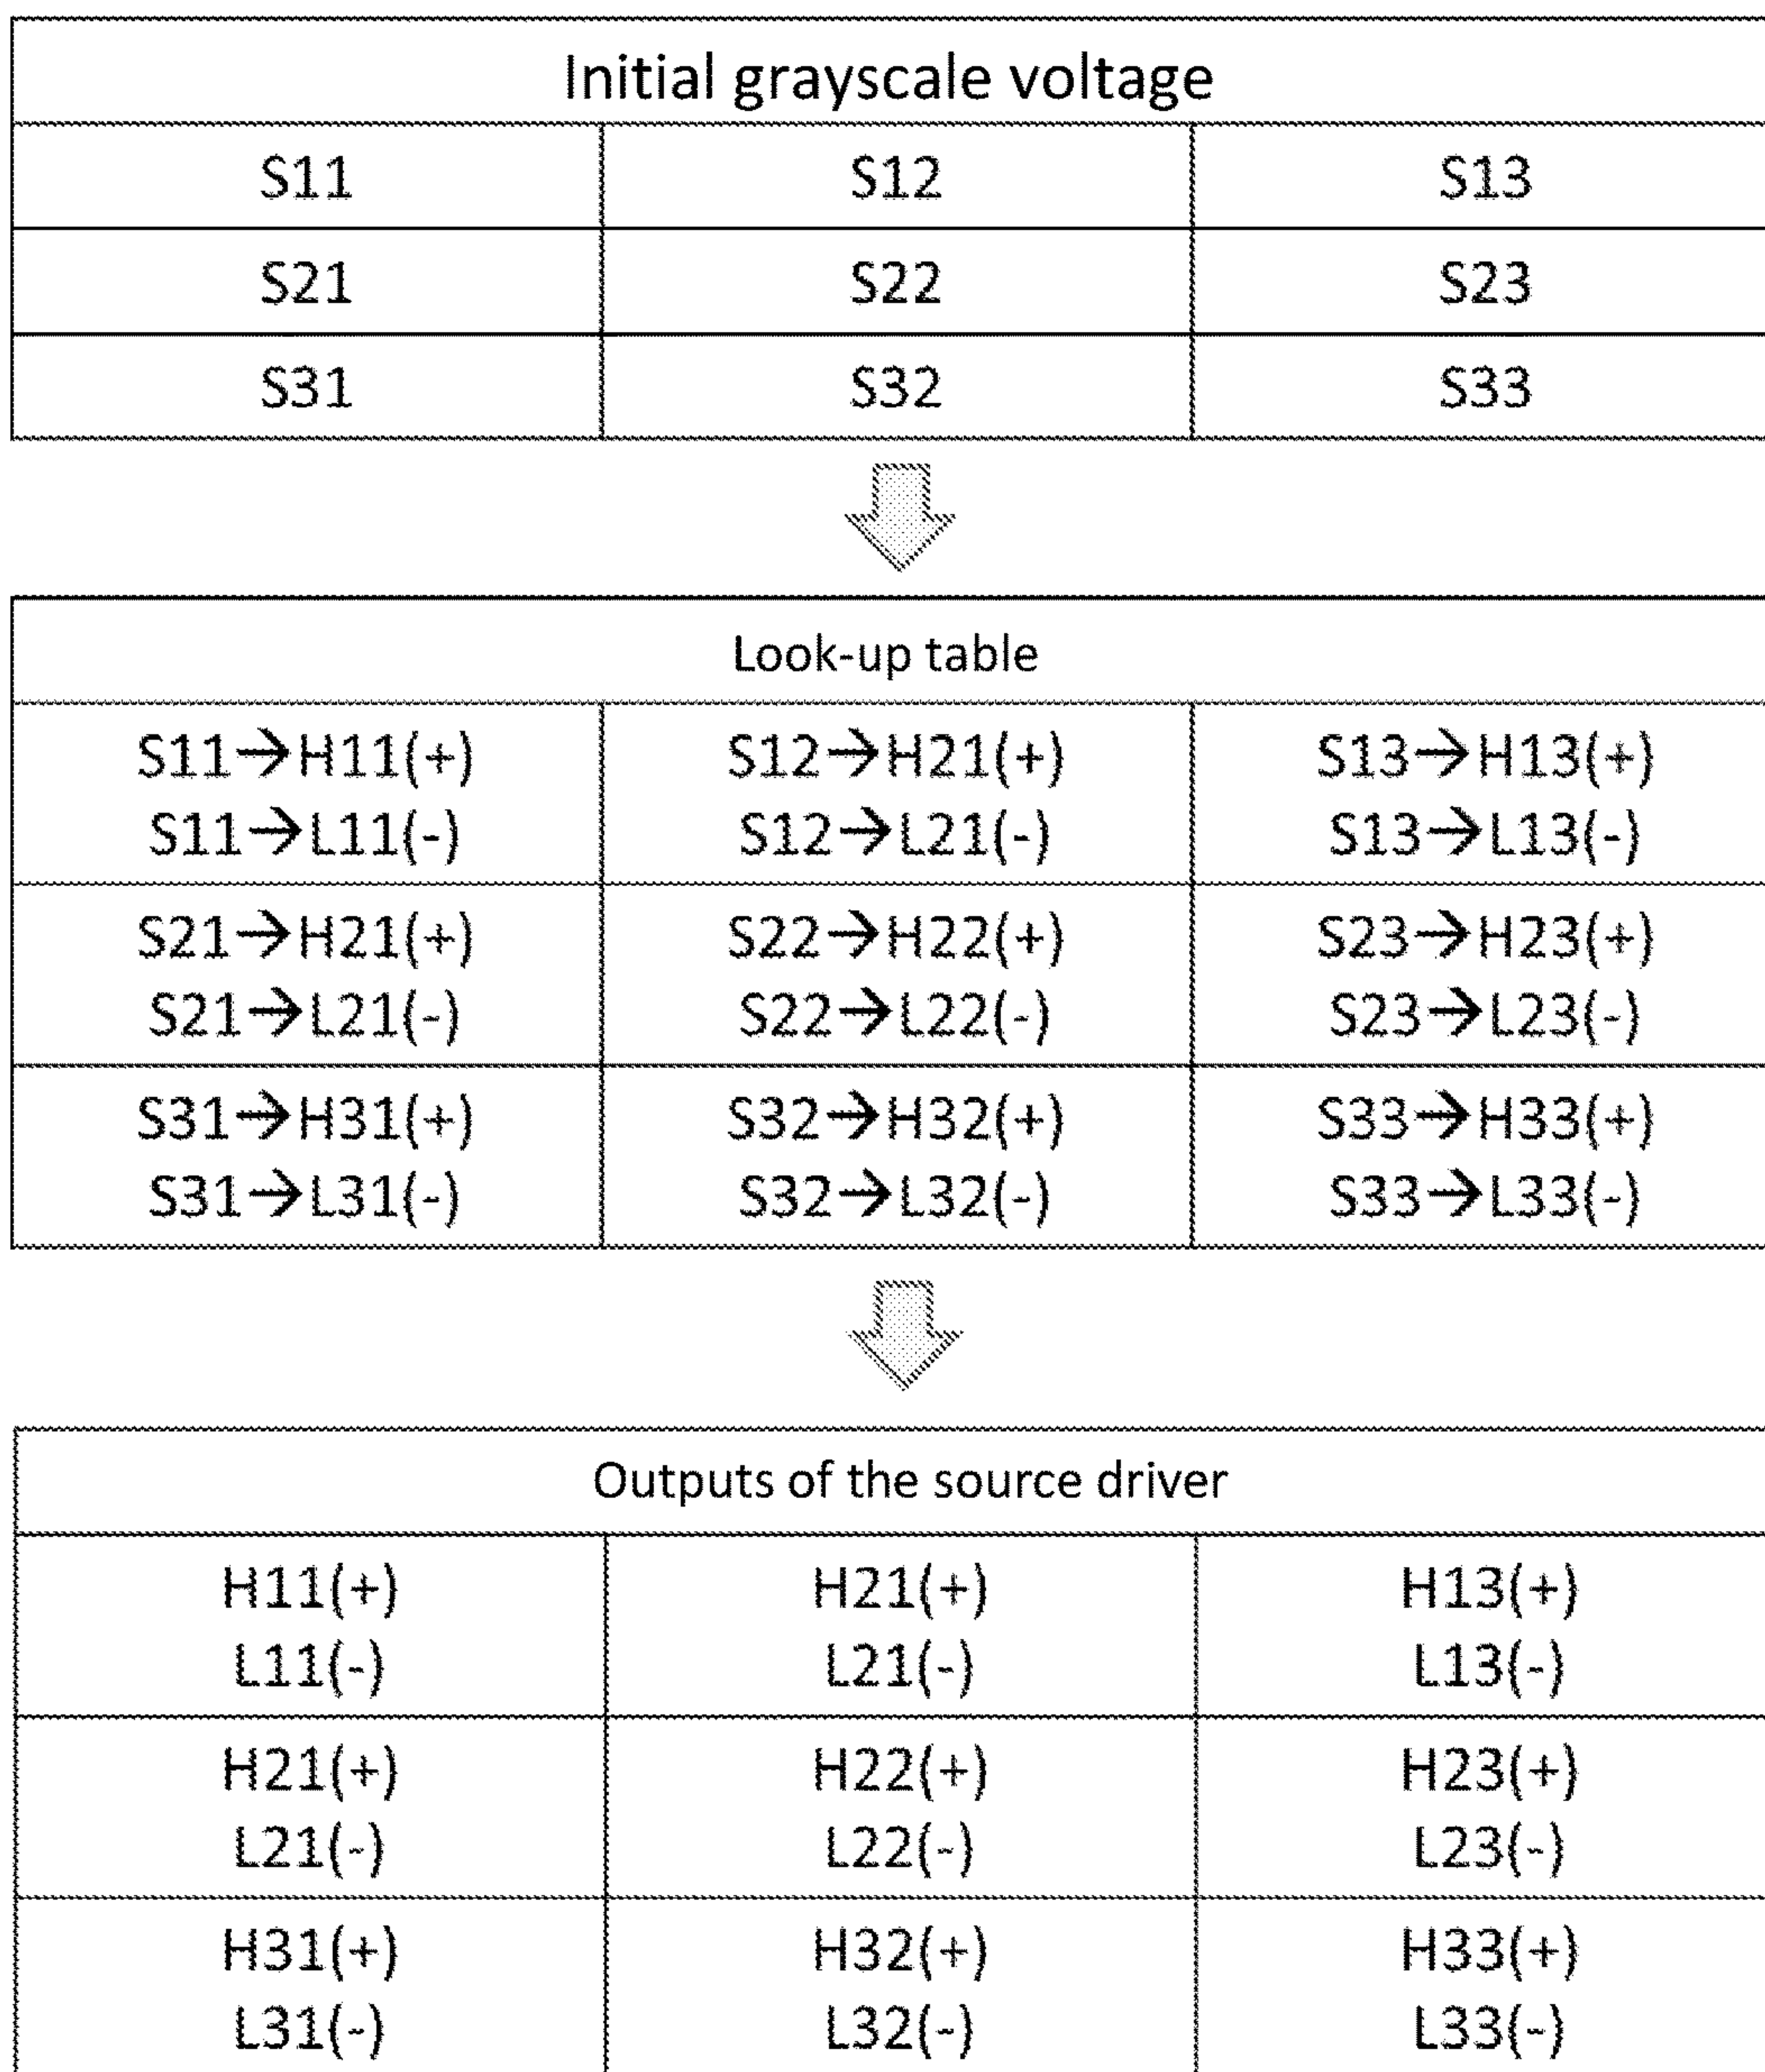 Initial grayscale voltage
S11 S12 S13
S21 S22 S23
S31 S32 S33
Look-up table
S11→H11(+) S12→H21(+) S13→H13(+)
S11→L11(-) S12→L21(-) S13→L13(-)
S21→H21(+) S22→H22(+) S23→H23(+)
S21→L21(-) S22→L22(-) S23→L23(-)
S31→H31(+) S32→H32(+) S33→H33(+)
S31→L31(-) S32→L32(-) S33→L33(-)
Outputs of the source driver
H11(+) H21(+) H13(+)
L11(-) L21(-) L13(-)
H21(+) H22(+) H23(+)
L21(-) L22(-) L23(-)
H31(+) H32(+) H33(+)
L31(-) L32(-) L33(-)